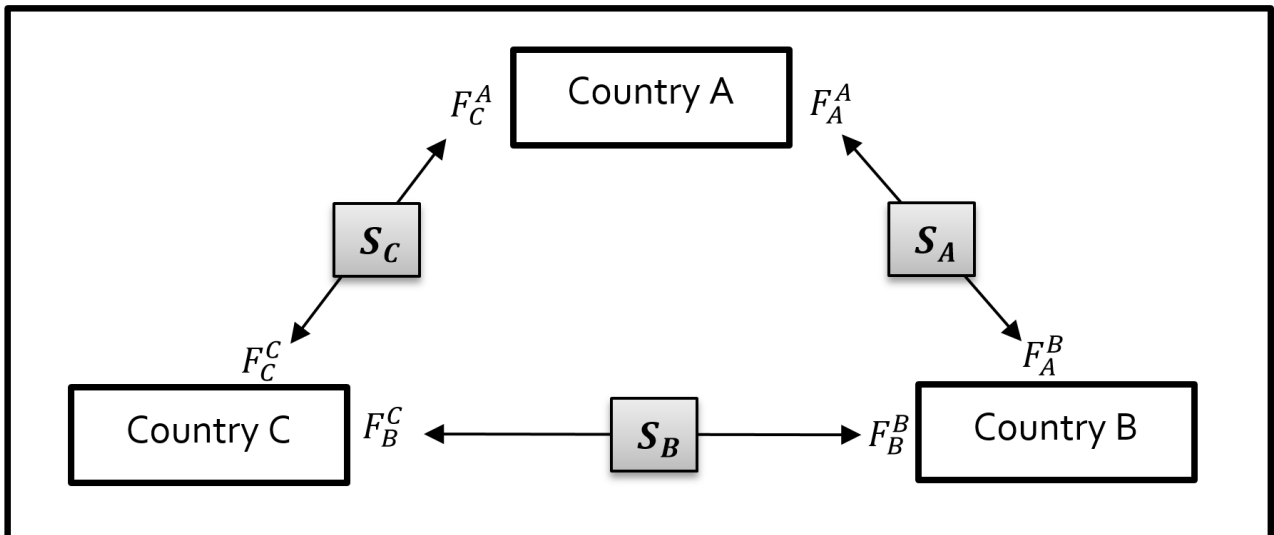 Country A
F_C^A
F_A^A
S_C
S_A
F_C^C
F_A^B
Country C
F_B^C
S_B
F_B^B
Country B